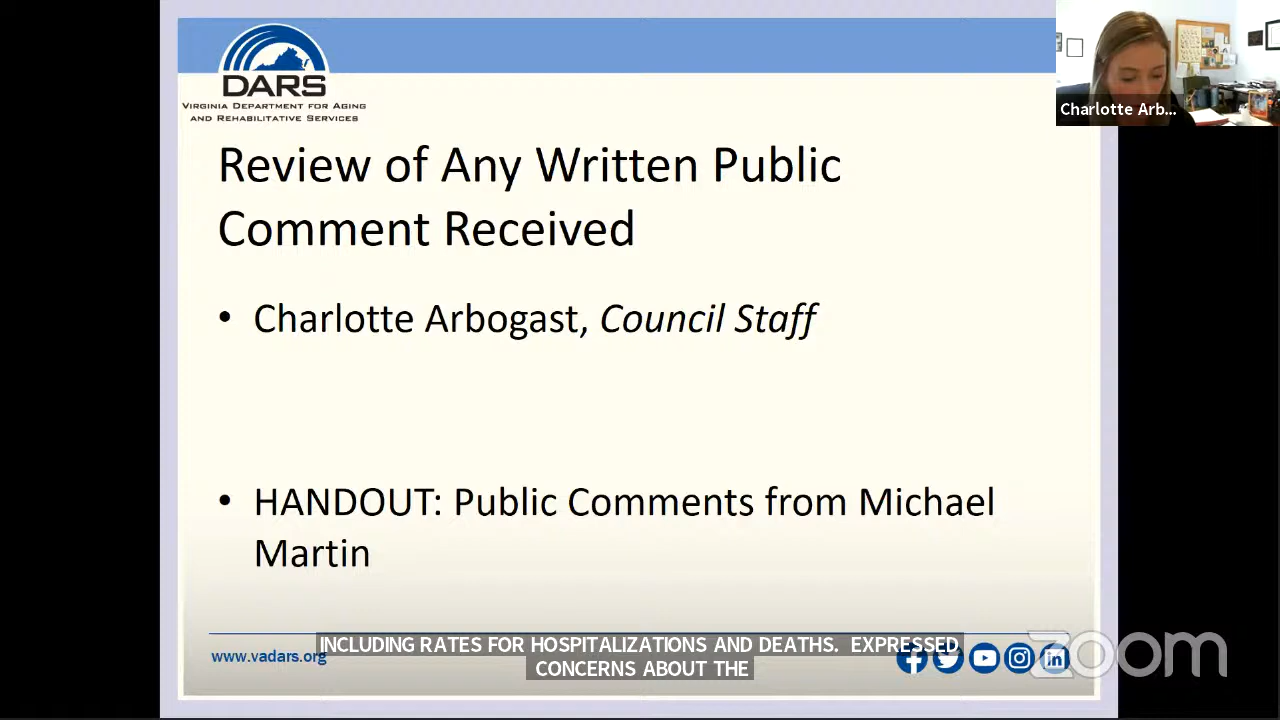 DARS
VIRGINIA DEPARTMENT FOR AGING
AND REHABILITATIVE SERVICES
Charlotte Arb...
Review of Any Written Public
Comment Received
• Charlotte Arbogast, Council Staff
• HANDOUT: Public Comments from Michael
Martin
INCLUDING RATES FOR HOSPITALIZATIONS AND DEATHS.  EXPRESSED
CONCERNS ABOUT THE
www.vadars.org
zoom